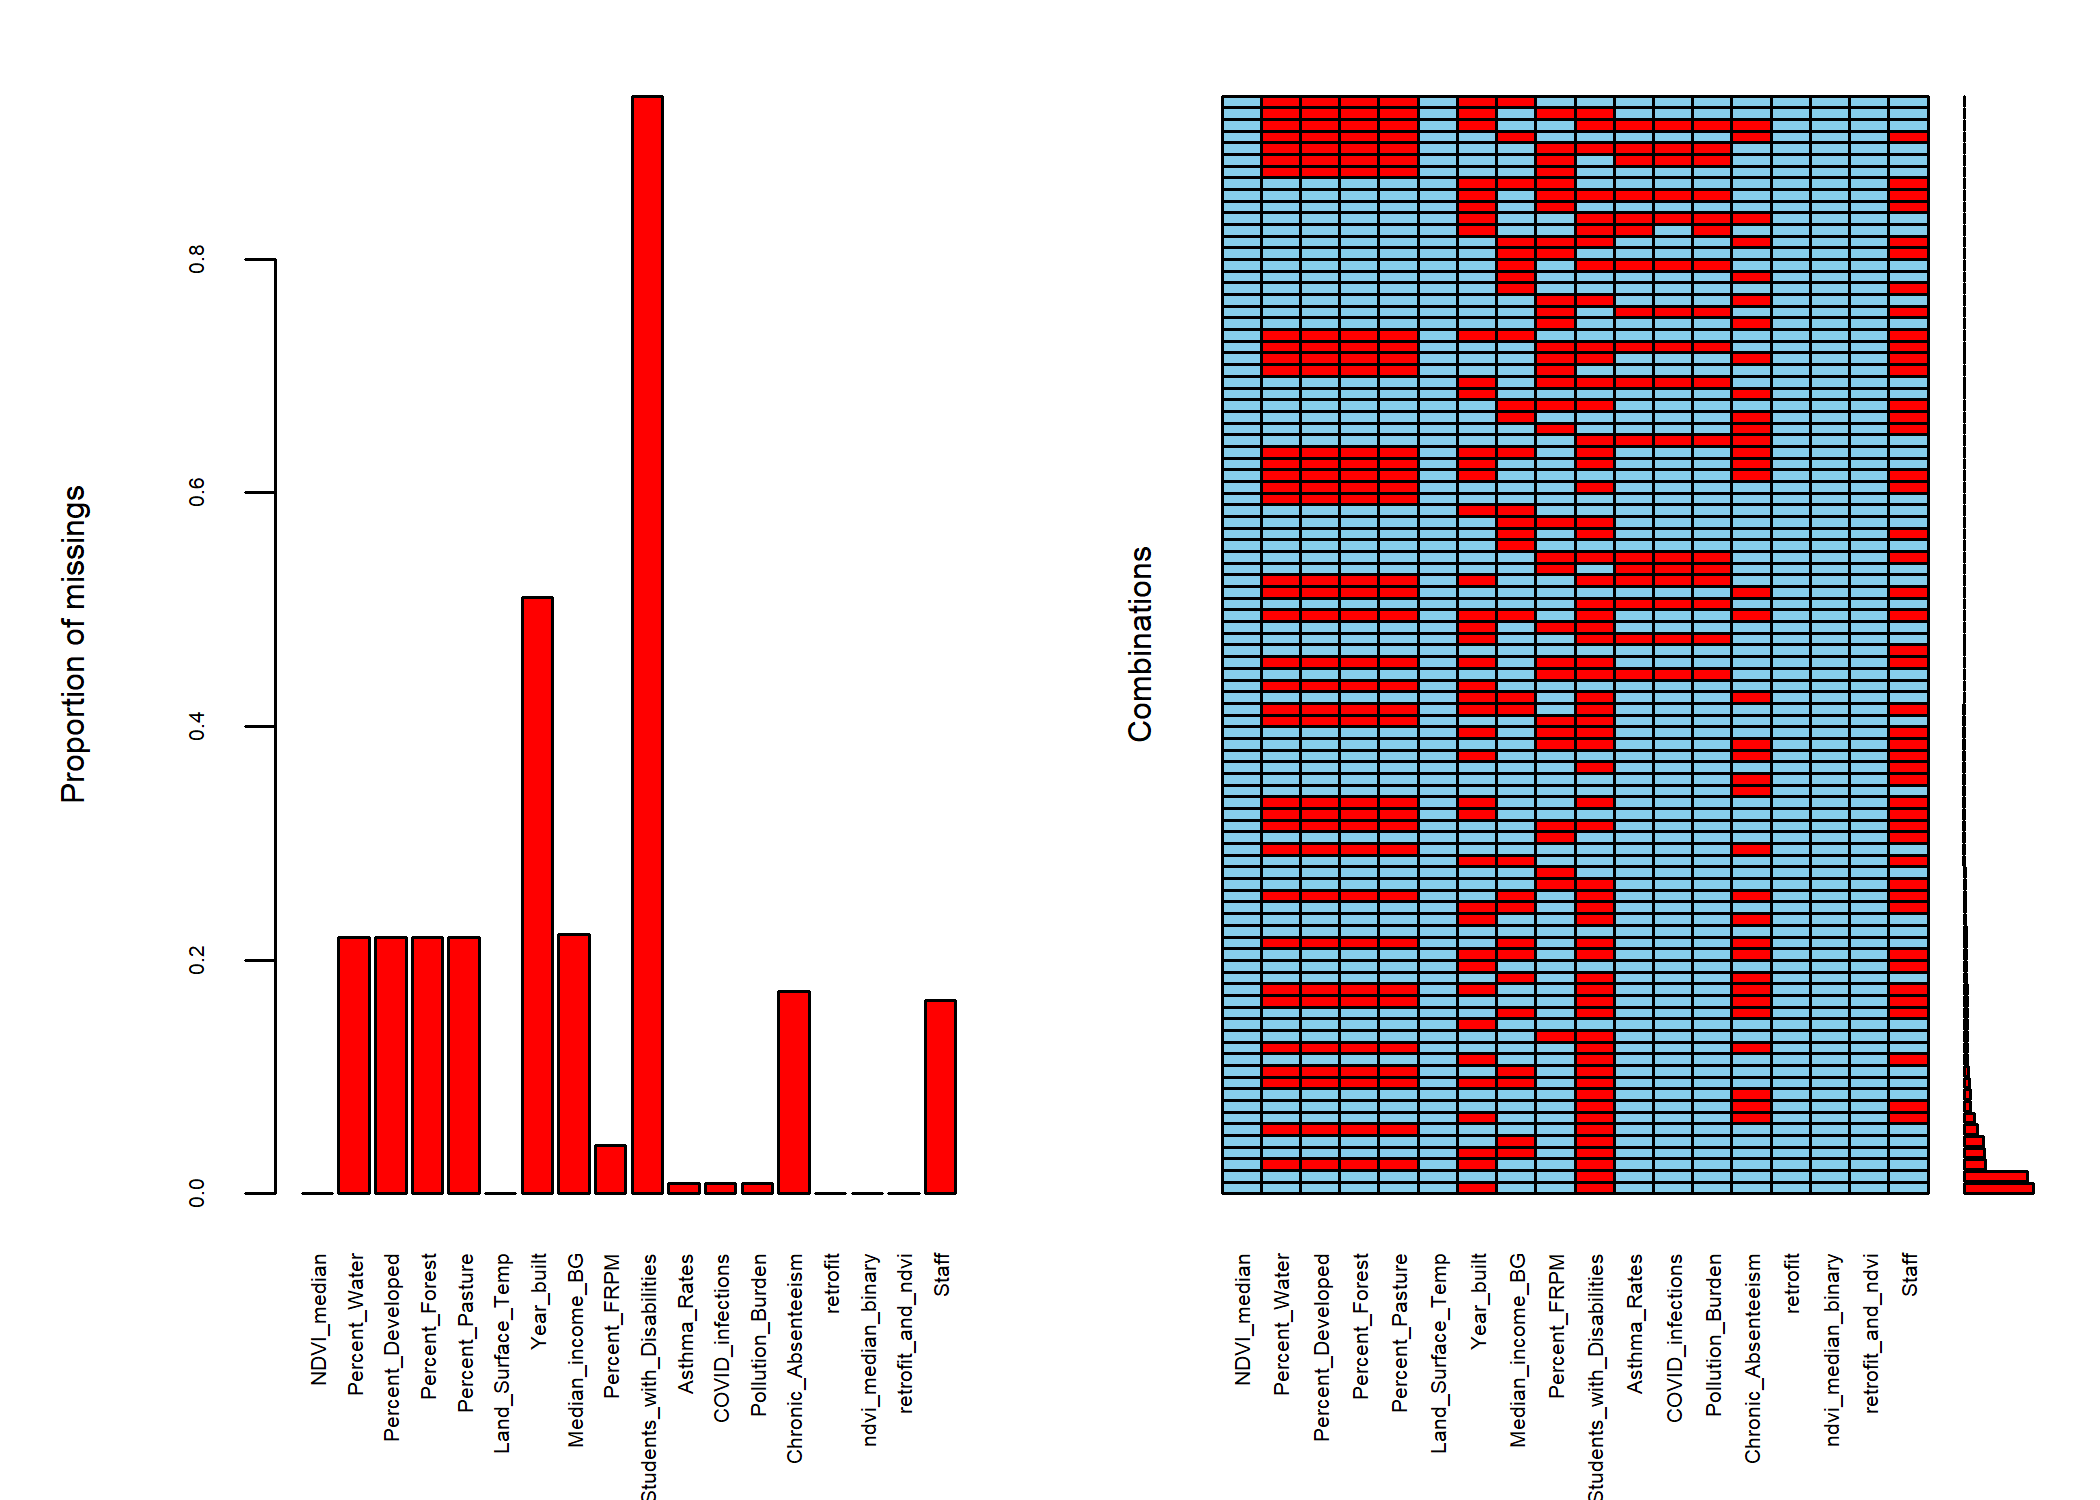 Proportion of missings
0.8
0.6
0.4
0.2
0.0
NDVI_median
Percent_Water
Percent_Developed
Percent_Forest
Percent_Pasture
Land_Surface_Temp
Year_built
Median_income_BG
Percent_FRPM
Students_with_Disabilities
Asthma_Rates
COVID_infections
Pollution_Burden
Chronic_Absenteeism
retrofit
ndvi_median_binary
retrofit_and_ndvi
Staff
Combinations
NDVI_median
Percent_Water
Percent_Developed
Percent_Forest
Percent_Pasture
Land_Surface_Temp
Year_built
Median_income_BG
Percent_FRPM
Students_with_Disabilities
Asthma_Rates
COVID_infections
Pollution_Burden
Chronic_Absenteeism
retrofit
ndvi_median_binary
retrofit_and_ndvi
Staff